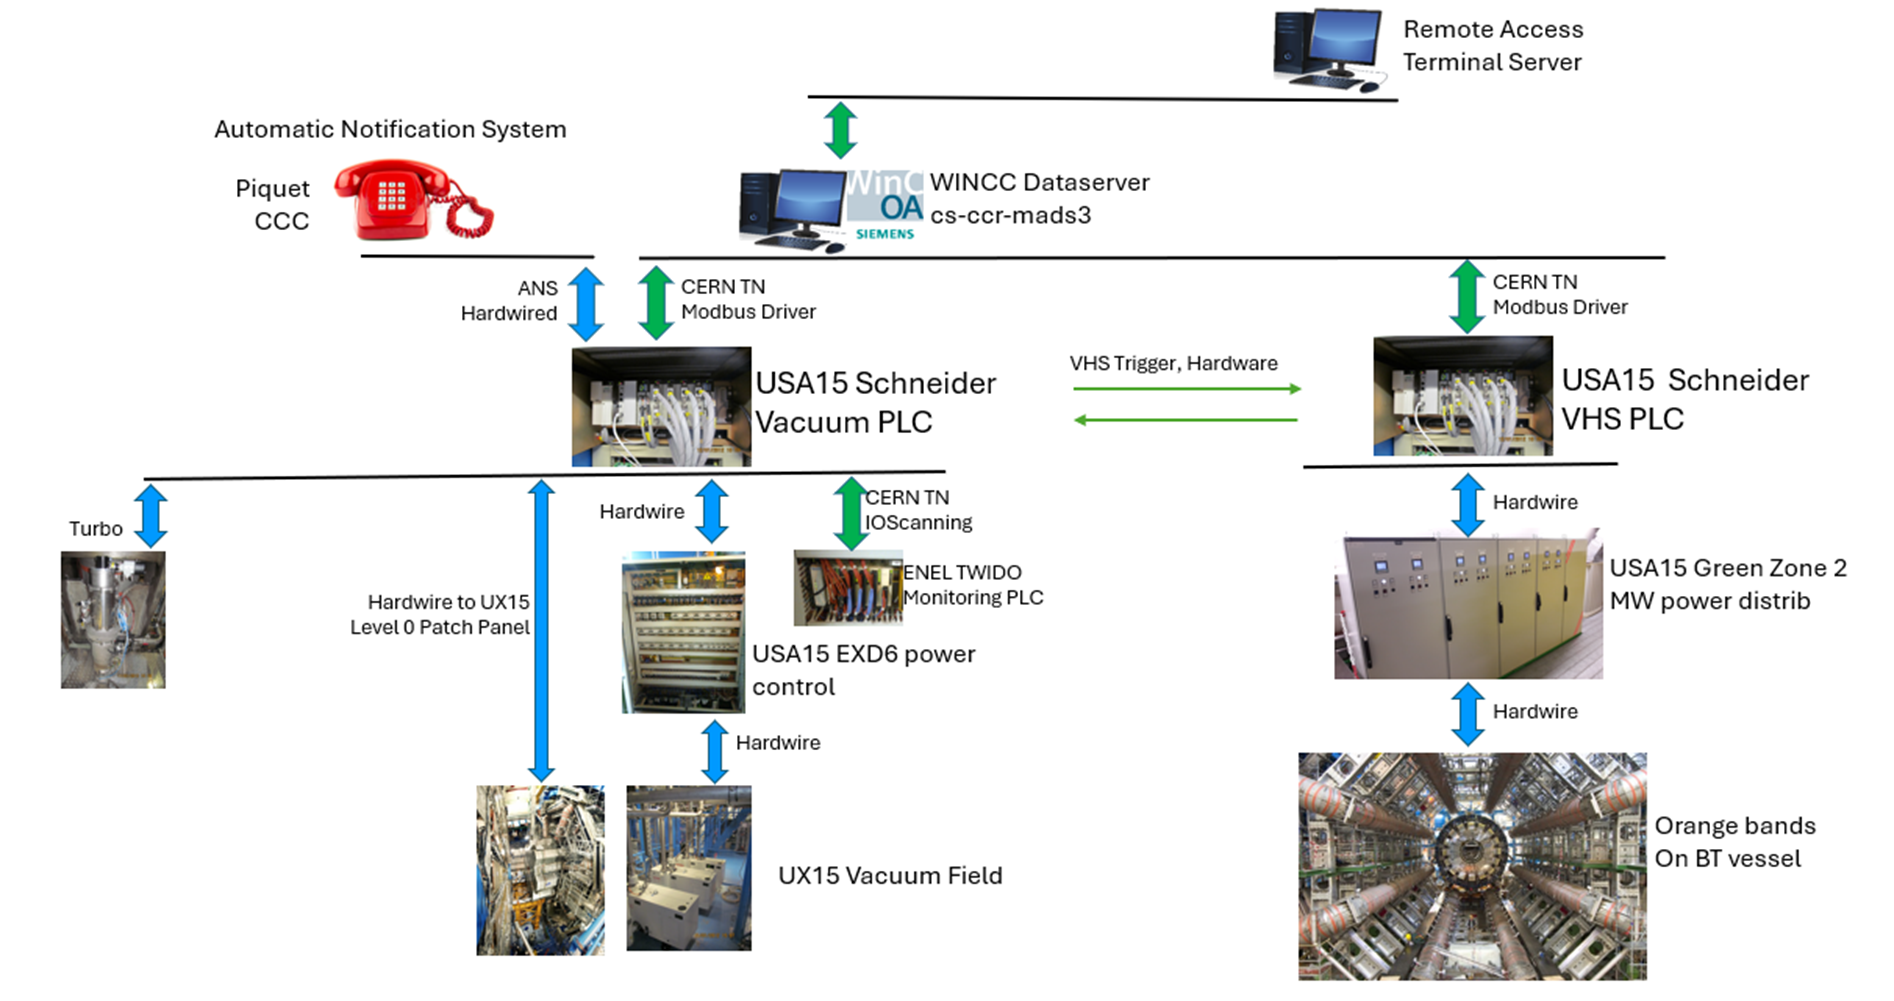 Remote Access
Terminal Server
Automatic Notification System
Piquet
CCC
WinC
OA
SIEMENS
WINCC Dataserver
cs-ccr-mads3
ANS
Hardwired
CERN TN
Modbus Driver
CERN TN
Modbus Driver
USA15 Schneider
Vacuum PLC
VHS Trigger, Hardware
USA15 Schneider
VHS PLC
Turbo
Hardwire
CERN TN
IOScanning
Hardwire
ENEL TWIDO
Monitoring PLC
USA15 Green Zone 2
MW power distrib
Hardwire to UX15
Level 0 Patch Panel
USA15 EXD6 power
control
Hardwire
Hardwire
UX15 Vacuum Field
Orange bands
On BT vessel